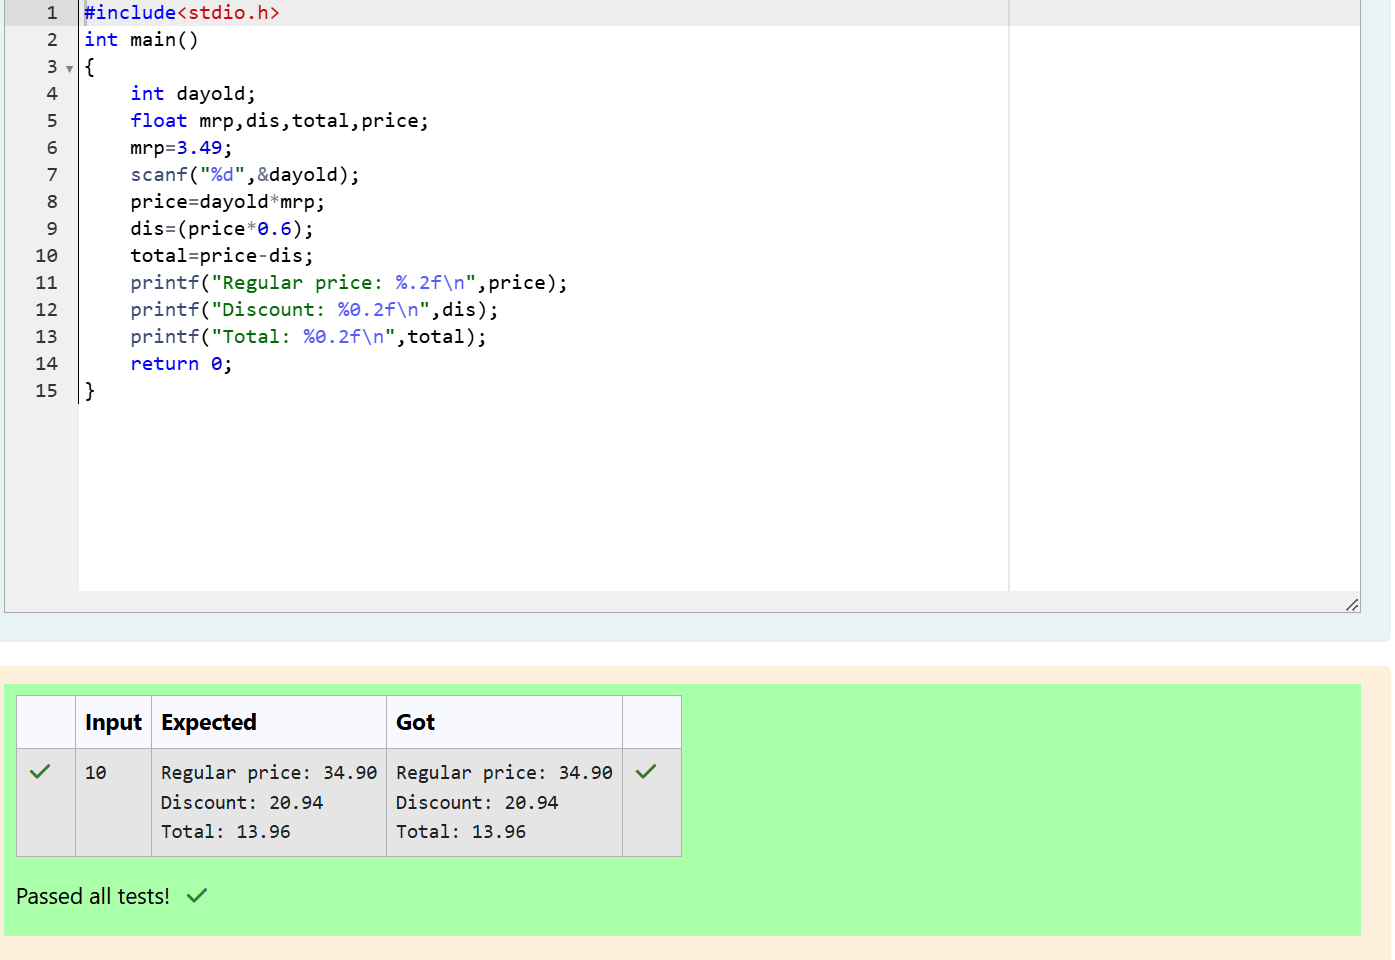 1 #include<stdio.h>
2 int main()
3 {
4     int dayold;
5     float mrp,dis,total,price;
6     mrp=3.49;
7     scanf("%d",&dayold);
8     price=dayold*mrp;
9     dis=(price*0.6);
10     total=price-dis;
11     printf("Regular price: %.2f\n",price);
12     printf("Discount: %0.2f\n",dis);
13     printf("Total: %0.2f\n",total);
14     return 0;
15 }
Input Expected Got
10 Regular price: 34.90 Regular price: 34.90
Discount: 20.94 Discount: 20.94
Total: 13.96 Total: 13.96
Passed all tests!